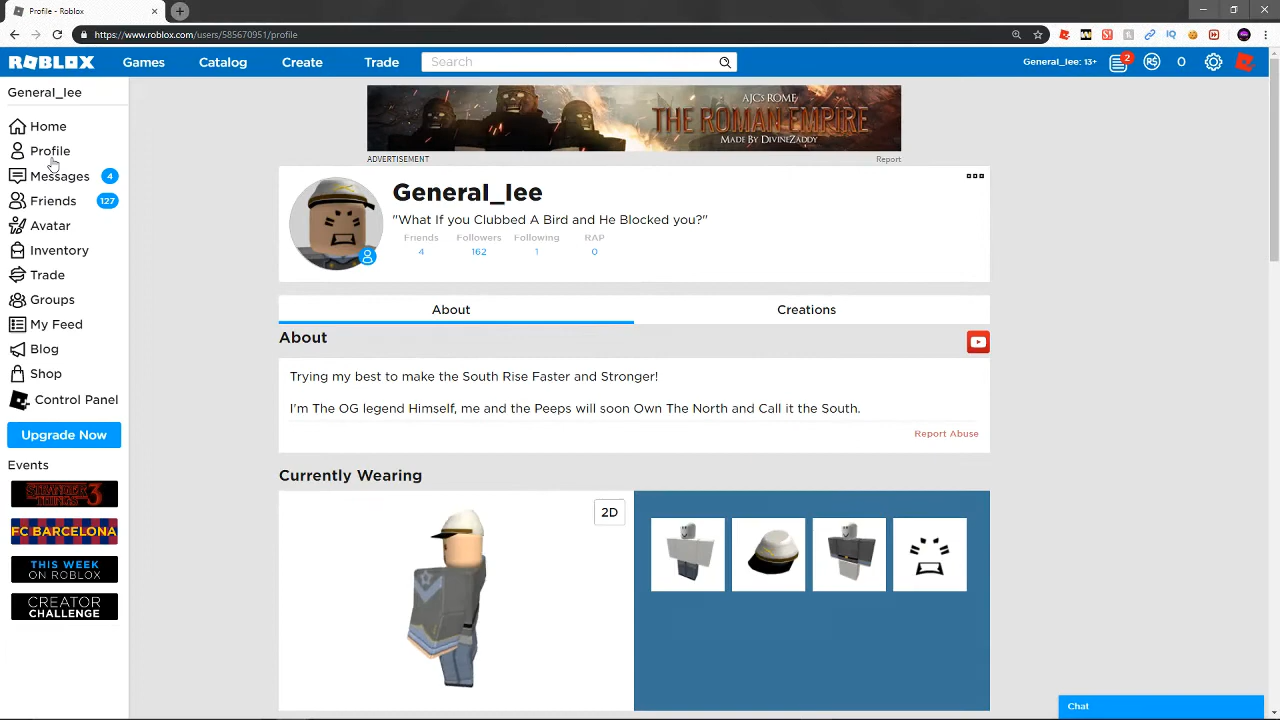 Profile - Roblox
https://www.roblox.com/users/585670951/profile
ROBLOX Games Catalog Create Trade Search General_Iee: 13+ 2 0
General_Iee
Home
Profile
Messages 4
Friends 127
Avatar
Inventory
Trade
Groups
My Feed
Blog
Shop
Control Panel
Upgrade Now
Events
STRANGER THINGS 3
FC BARCELONA
THIS WEEK
ON ROBLOX
CREATOR
CHALLENGE
AJC's ROME
THE ROMAN EMPIRE
MADE BY DIVINEZADDY
ADVERTISEMENT Report
General_Iee
"What If you Clubbed A Bird and He Blocked you?"
Friends Followers Following RAP
4 162 1 0
About Creations
About
Trying my best to make the South Rise Faster and Stronger!
I'm The OG legend Himself, me and the Peeps will soon Own The North and Call it the South.
Report Abuse
Currently Wearing
2D
Chat